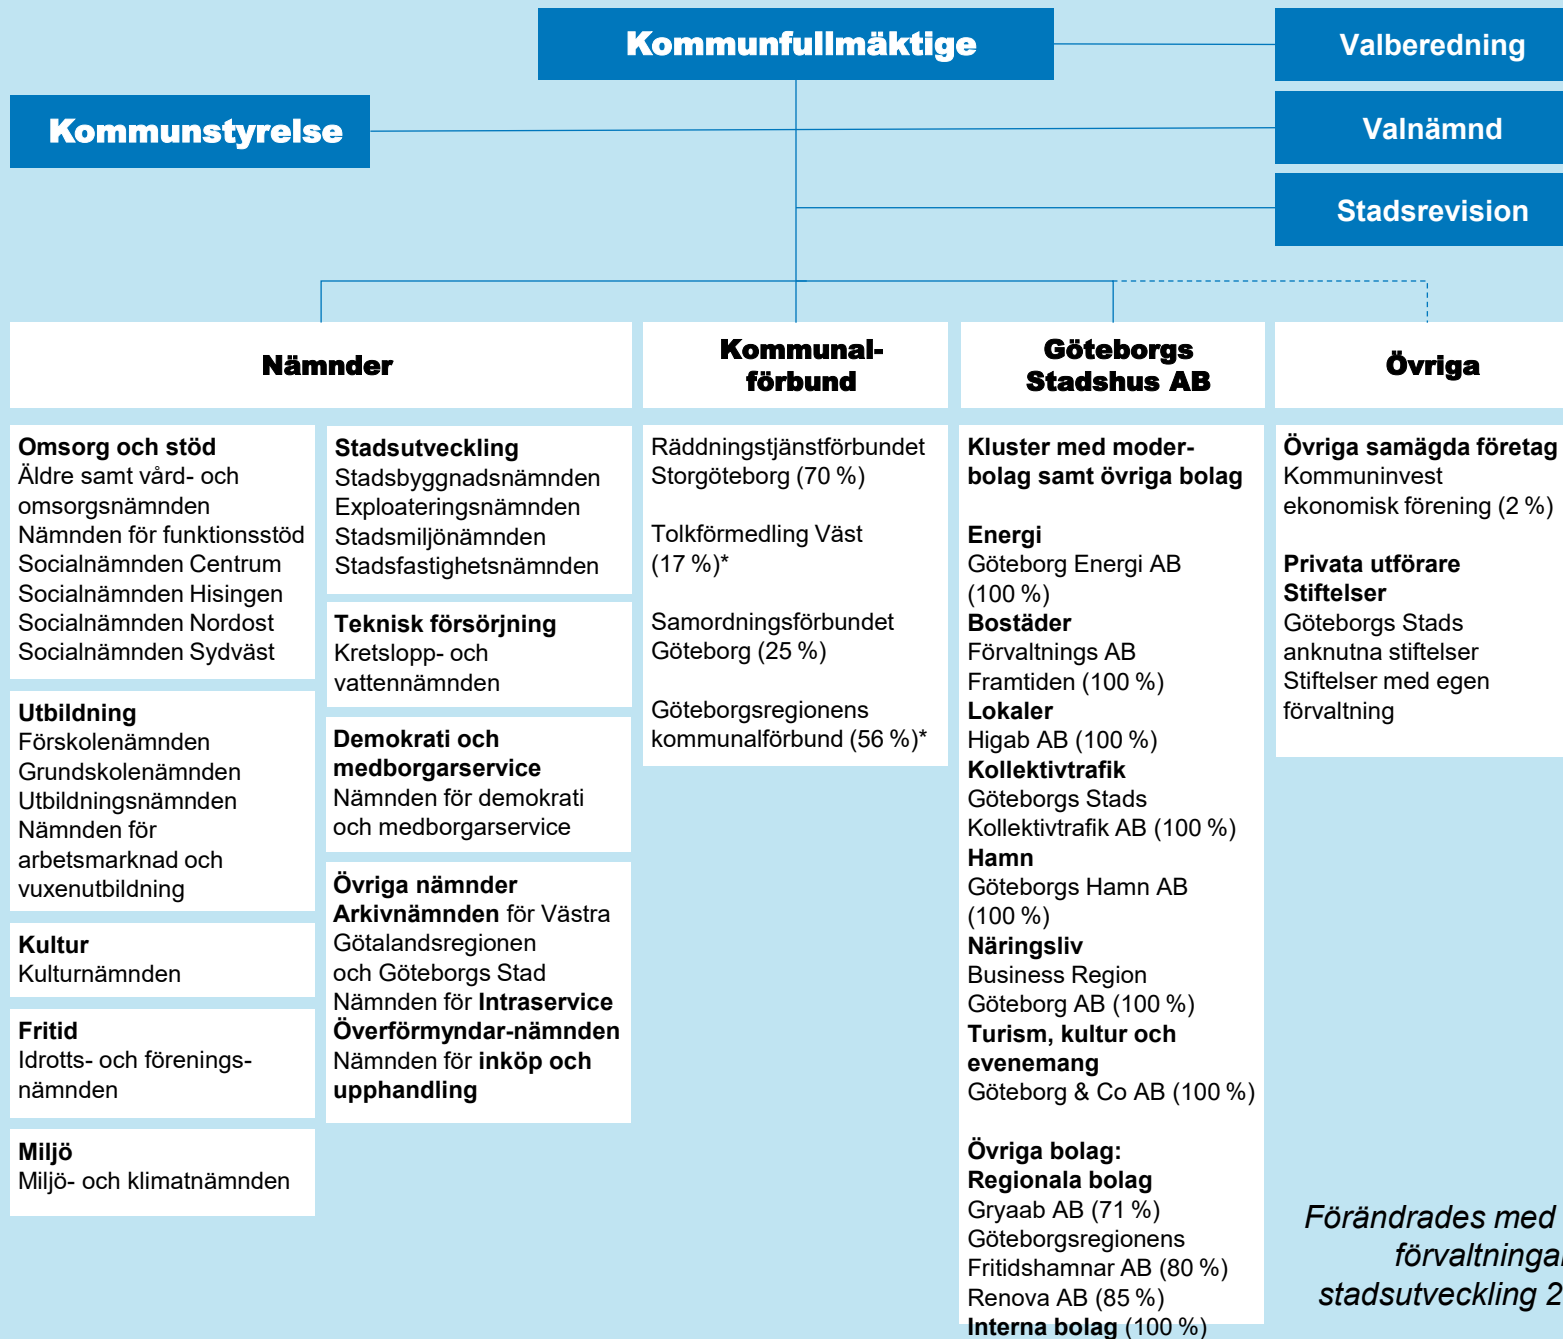 Kommunfullmäktige
Valberedning
Kommunstyrelse
Valnämnd
Stadsrevision
Nämnder
Kommunal-
förbund
Göteborgs
Stadshus AB
Övriga
Omsorg och stöd
Äldre samt vård- och
omsorgsnämnden
Nämnden för funktionsstöd
Socialnämnden Centrum
Socialnämnden Hisingen
Socialnämnden Nordost
Socialnämnden Sydväst
Utbildning
Förskolenämnden
Grundskolenämnden
Utbildningsnämnden
Nämnden för
arbetsmarknad och
vuxenutbildning
Kultur
Kulturnämnden
Fritid
Idrotts- och förenings-
nämnden
Miljö
Miljö- och klimatnämnden
Stadsutveckling
Stadsbyggnadsnämnden
Exploateringsnämnden
Stadsmiljönämnden
Stadsfastighetsnämnden
Teknisk försörjning
Kretslopp- och
vattennämnden
Demokrati och
medborgarservice
Nämnden för demokrati
och medborgarservice
Övriga nämnder
Arkivnämnden för Västra
Götalandsregionen
och Göteborgs Stad
Nämnden för Intraservice
Överförmyndar-nämnden
Nämnden för inköp och
upphandling
Räddningstjänstförbundet
Storgöteborg (70 %)
Tolkförmedling Väst
(17 %)*
Samordningsförbundet
Göteborg (25 %)
Göteborgsregionens
kommunalförbund (56 %)*
Kluster med moder-
bolag samt övriga bolag
Energi
Göteborg Energi AB
(100 %)
Bostäder
Förvaltnings AB
Framtiden (100 %)
Lokaler
Higab AB (100 %)
Kollektivtrafik
Göteborgs Stads
Kollektivtrafik AB (100 %)
Hamn
Göteborgs Hamn AB
(100 %)
Näringsliv
Business Region
Göteborg AB (100 %)
Turism, kultur och
evenemang
Göteborg & Co AB (100 %)
Övriga bolag:
Regionala bolag
Gryaab AB (71 %)
Göteborgsregionens
Fritidshamnar AB (80 %)
Renova AB (85 %)
Interna bolag (100 %)
Övriga samägda företag
Kommuninvest
ekonomisk förening (2 %)
Privata utförare
Stiftelser
Göteborgs Stads
anknutna stiftelser
Stiftelser med egen
förvaltning
Förändrades med
förvaltninga
stadsutveckling 2